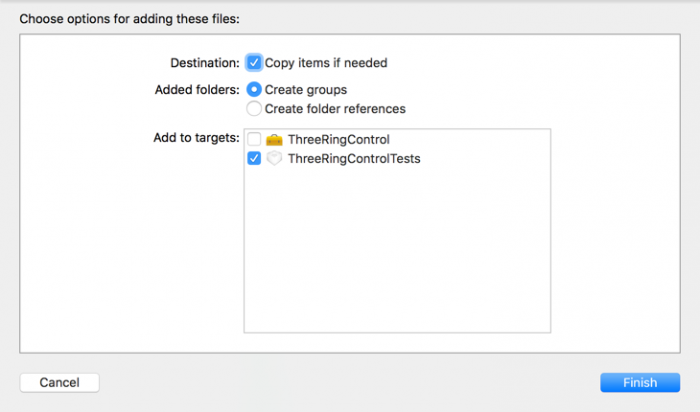 Choose options for adding these files:
Destination: Copy items if needed
Added folders: Create groups
Create folder references
Add to targets: ThreeRingControl
ThreeRingControlTests
Cancel Finish